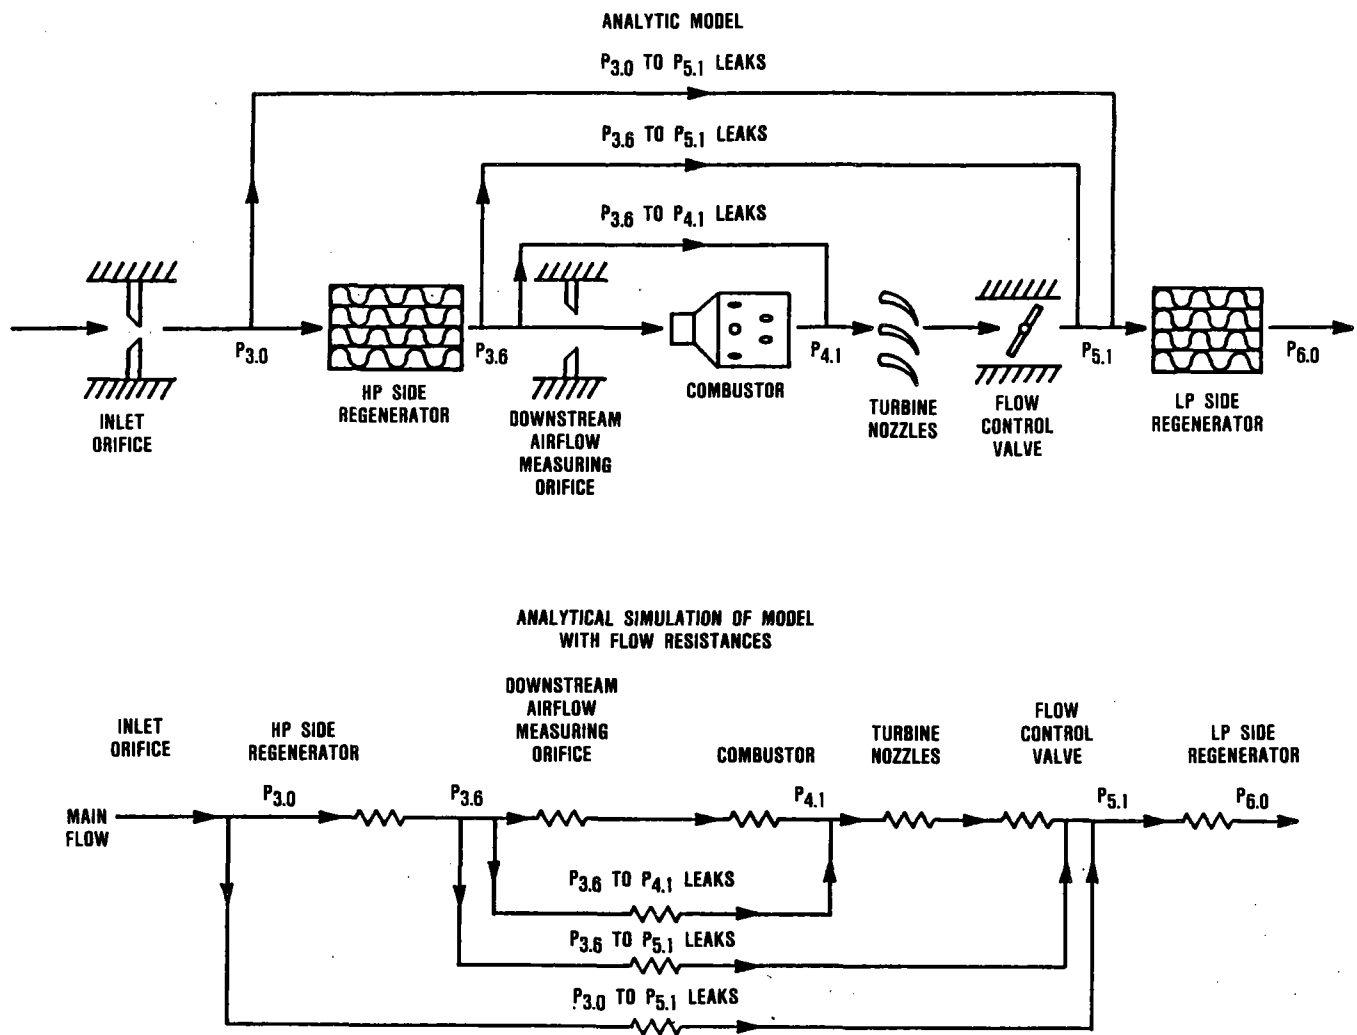 ANALYTIC MODEL
P3.0 TO P5.1 LEAKS
P3.6 TO P5.1 LEAKS
P3.6 TO P4.1 LEAKS
P3.0
P3.6
P4.1
P5.1
P6.0
INLET
ORIFICE
HP SIDE
REGENERATOR
DOWNSTREAM
AIRFLOW
MEASURING
ORIFICE
COMBUSTOR
TURBINE
NOZZLES
FLOW
CONTROL
VALVE
LP SIDE
REGENERATOR
ANALYTICAL SIMULATION OF MODEL
WITH FLOW RESISTANCES
INLET
ORIFICE
HP SIDE
REGENERATOR
DOWNSTREAM
AIRFLOW
MEASURING
ORIFICE
COMBUSTOR
TURBINE
NOZZLES
FLOW
CONTROL
VALVE
LP SIDE
REGENERATOR
MAIN
FLOW
P3.0
P3.6
P4.1
P5.1
P6.0
P3.6 TO P4.1 LEAKS
P3.6 TO P5.1 LEAKS
P3.0 TO P5.1 LEAKS